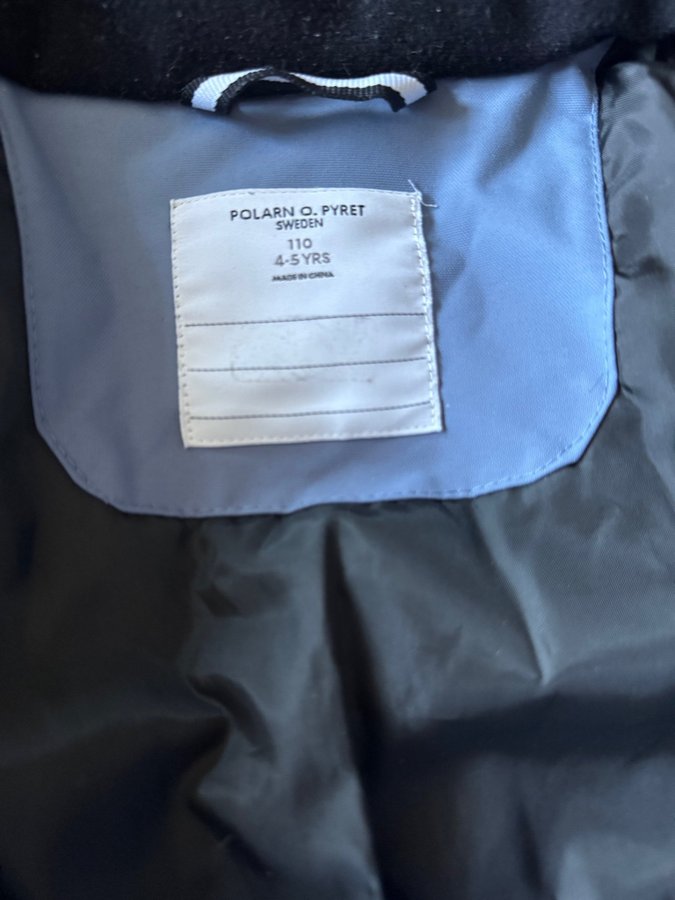 POLARN O. PYRET
SWEDEN
110
4-5 YRS
MADE IN CHINA